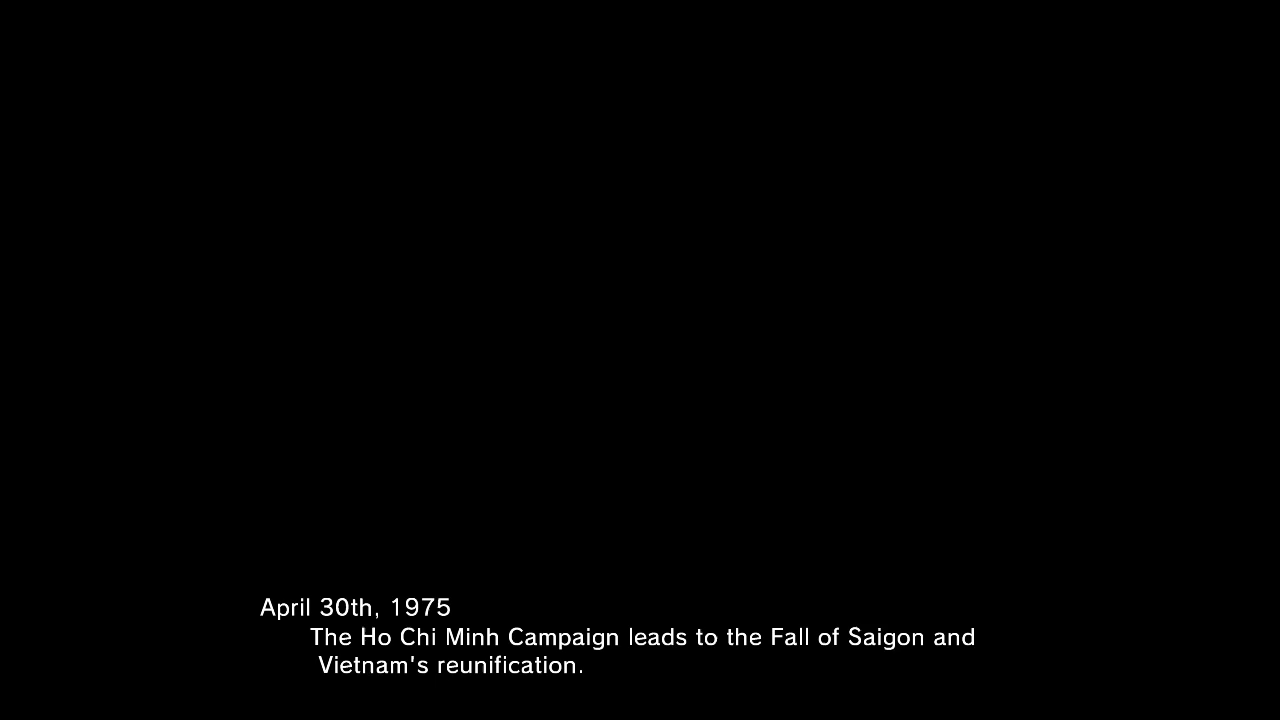 April 30th, 1975
The Ho Chi Minh Campaign leads to the Fall of Saigon and
Vietnam's reunification.